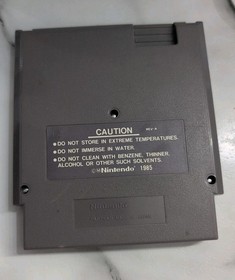 CAUTION REV-A
●DO NOT STORE IN EXTREME TEMPERATURES.
●DO NOT IMMERSE IN WATER.
●DO NOT CLEAN WITH BENZENE, THINNER,
ALCOHOL OR OTHER SUCH SOLVENTS.
©Nintendo 1985